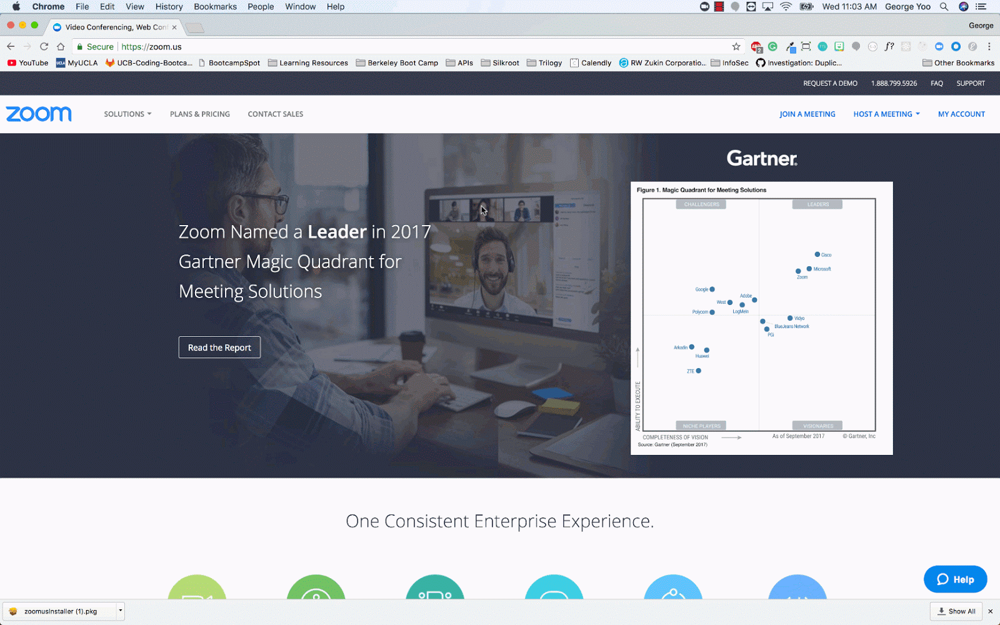 Chrome File Edit View History Bookmarks People Window Help Wed 11:03 AM George Yoo
Video Conferencing, Web Conf George
Secure https://zoom.us ABP 2 f?
YouTube UCLA MyUCLA UCB-Coding-Bootca... BootcampSpot Learning Resources Berkeley Boot Camp APIs Silkroot Trilogy Calendly RW Zukin Corporatio... InfoSec Investigation: Duplic... Other Bookmarks
REQUEST A DEMO 1.888.799.5926 FAQ SUPPORT
zoom SOLUTIONS PLANS & PRICING CONTACT SALES JOIN A MEETING HOST A MEETING MY ACCOUNT
Gartner®
Figure 1. Magic Quadrant for Meeting Solutions
CHALLENGERS LEADERS
Zoom Named a Leader in 2017
Gartner Magic Quadrant for
Meeting Solutions
Read the Report
Cisco
Microsoft
Zoom
Google
Adobe
West
LogMeIn
Polycom
Vidyo
BlueJeans Network
PGi
Arkadin
Huawei
ZTE
ABILITY TO EXECUTE
NICHE PLAYERS VISIONARIES
COMPLETENESS OF VISION As of September 2017 © Gartner, Inc
Source: Gartner (September 2017)
One Consistent Enterprise Experience.
Help
zoomusInstaller (1).pkg Show All